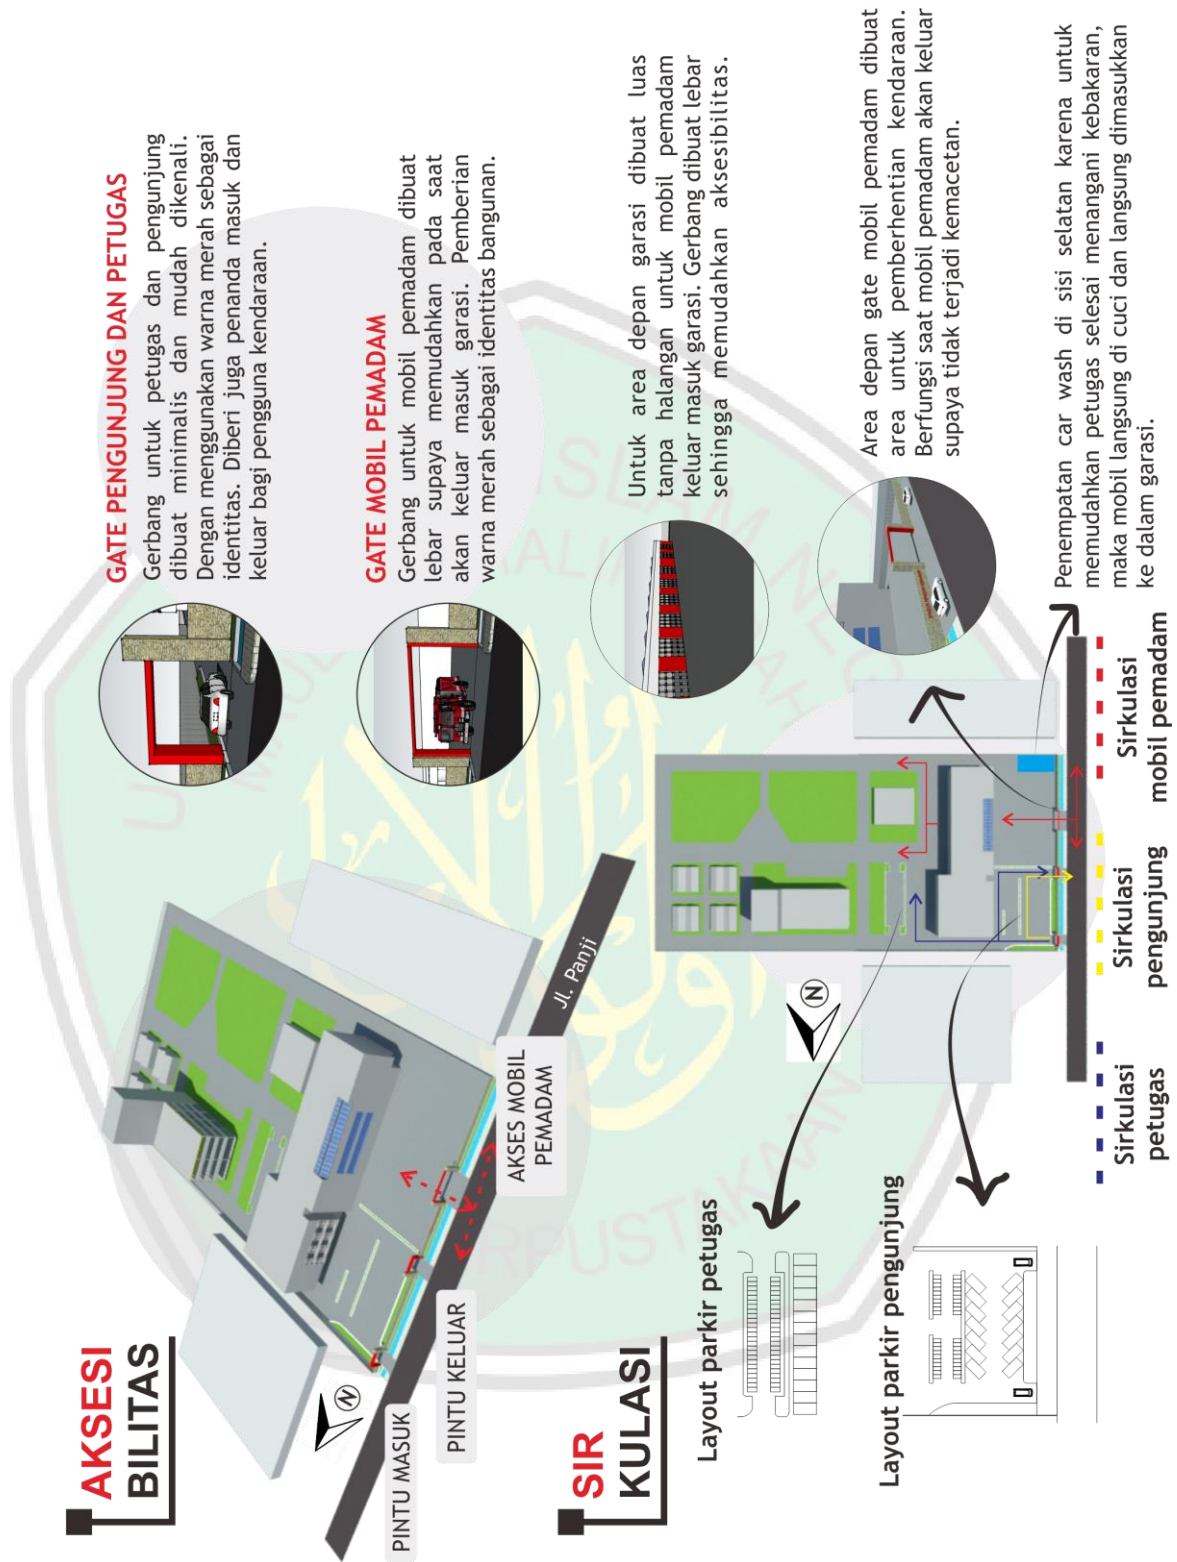 AKSESI
BILITAS
N
PINTU MASUK
PINTU KELUAR
AKSES MOBIL
PEMADAM
Jl. Panji
GATE PENGUNJUNG DAN PETUGAS
Gerbang untuk petugas dan pengunjung
dibuat minimalis dan mudah dikenali.
Dengan menggunakan warna merah sebagai
identitas. Diberi juga penanda masuk dan
keluar bagi pengguna kendaraan.
GATE MOBIL PEMADAM
Gerbang untuk mobil pemadam dibuat
lebar supaya memudahkan pada saat
akan keluar masuk garasi. Pemberian
warna merah sebagai identitas bangunan.
SIR
KULASI
Layout parkir petugas
Layout parkir pengunjung
N
Untuk area depan garasi dibuat luas
tanpa halangan untuk mobil pemadam
keluar masuk garasi. Gerbang dibuat lebar
sehingga memudahkan aksesibilitas.
Area depan gate mobil pemadam dibuat
area untuk pemberhentian kendaraan.
Berfungsi saat mobil pemadam akan keluar
supaya tidak terjadi kemacetan.
Penempatan car wash di sisi selatan karena untuk
memudahkan petugas selesai menangani kebakaran,
maka mobil langsung di cuci dan langsung dimasukkan
ke dalam garasi.
Sirkulasi
petugas
Sirkulasi
pengunjung
Sirkulasi
mobil pemadam